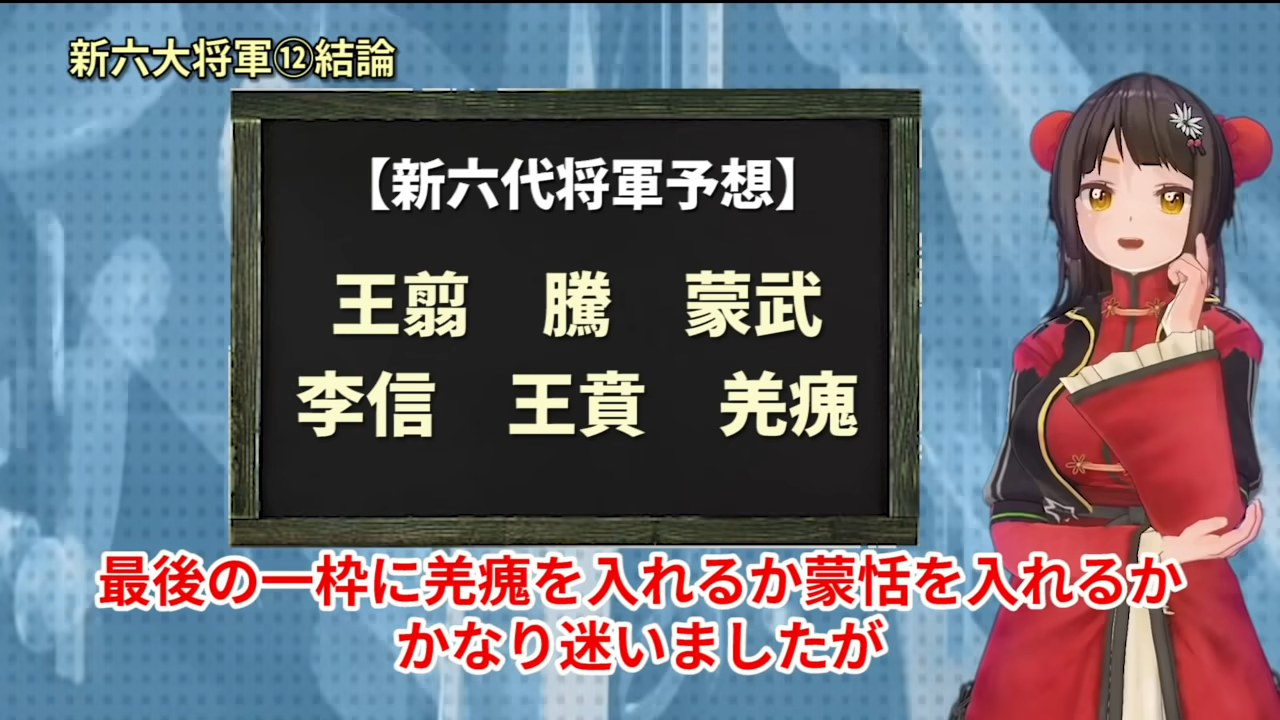 新六大将軍⑫結論
【新六代将軍予想】
王翦 騰 蒙武
李信 王賁 羌瘣
最後の一枠に羌瘣を入れるか蒙恬を入れるか
かなり迷いましたが